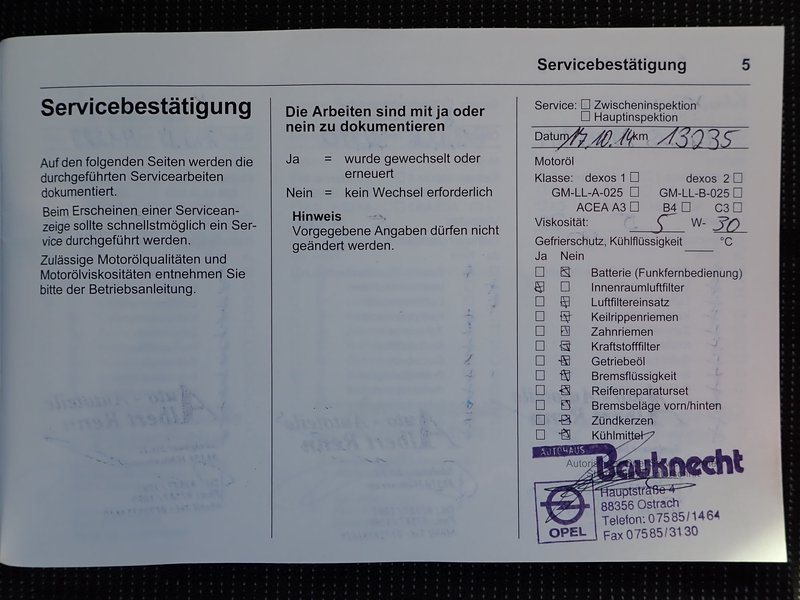 Servicebestätigung 5
Servicebestätigung
Auf den folgenden Seiten werden die
durchgeführten Servicearbeiten
dokumentiert.
Beim Erscheinen einer Servicean-
zeige sollte schnellstmöglich ein Ser-
vice durchgeführt werden.
Zulässige Motorölqualitäten und
Motorölviskositäten entnehmen Sie
bitte der Betriebsanleitung.
Die Arbeiten sind mit ja oder
nein zu dokumentieren
Ja = wurde gewechselt oder
erneuert
Nein = kein Wechsel erforderlich
Hinweis
Vorgegebene Angaben dürfen nicht
geändert werden.
Service: Zwischeninspektion
Hauptinspektion
Datum 17.10.14 km 13235
Motoröl
Klasse: dexos 1 dexos 2
GM-LL-A-025 GM-LL-B-025
ACEA A3 B4 C3
Viskosität: 5 W- 30
Gefrierschutz, Kühlflüssigkeit °C
Ja Nein
Batterie (Funkfernbedienung)
Innenraumluftfilter
Luftfiltereinsatz
Keilrippenriemen
Zahnriemen
Kraftstofffilter
Getriebeöl
Bremsflüssigkeit
Reifenreparaturset
Bremsbeläge vorn/hinten
Zündkerzen
Kühlmittel
AUTOHAUS
Bauknecht
Hauptstraße 4
88356 Ostrach
Telefon: 07585/1464
Fax 07585/3130
OPEL